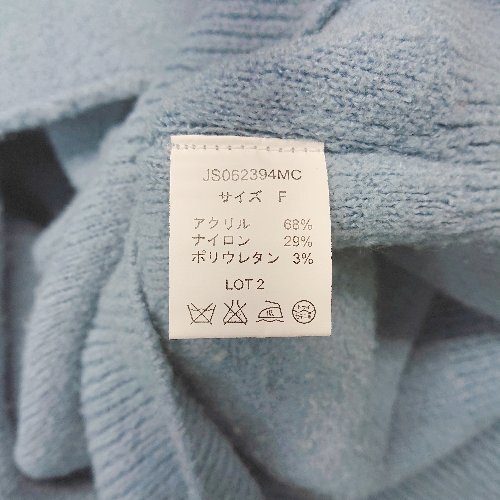 JS062394MC
サイズ F
アクリル 68%
ナイロン 29%
ポリウレタン 3%
LOT 2